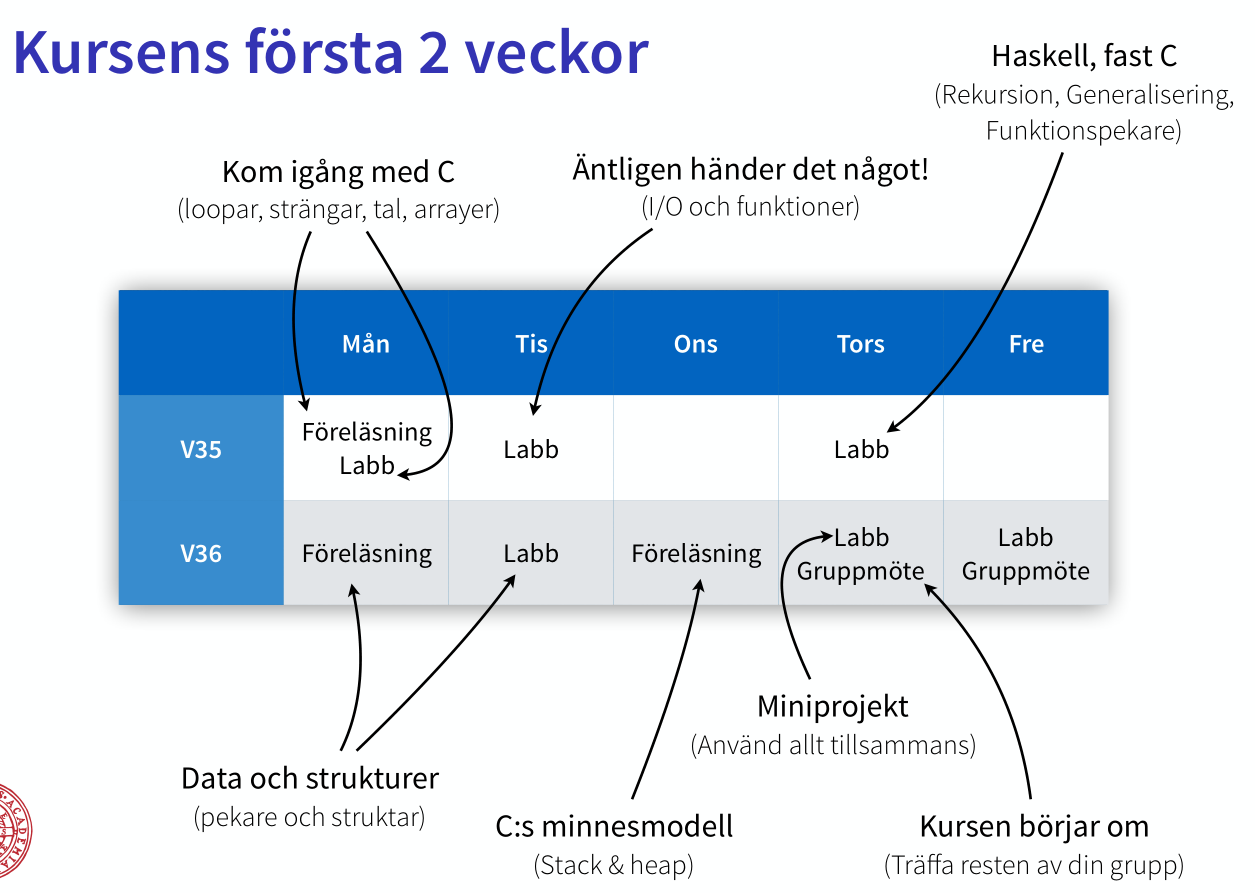 Kursens första 2 veckor
Haskell, fast C
(Rekursion, Generalisering,
Funktionspekare)
Kom igång med C
(loopar, strängar, tal, arrayer)
Äntligen händer det något!
(I/O och funktioner)
Mån Tis Ons Tors Fre
V35
Föreläsning
Labb
Labb
Labb
V36
Föreläsning
Labb
Föreläsning
Labb
Gruppmöte
Labb
Gruppmöte
Data och strukturer
(pekare och struktar)
C:s minnesmodell
(Stack & heap)
Miniprojekt
(Använd allt tillsammans)
Kursen börjar om
(Träffa resten av din grupp)